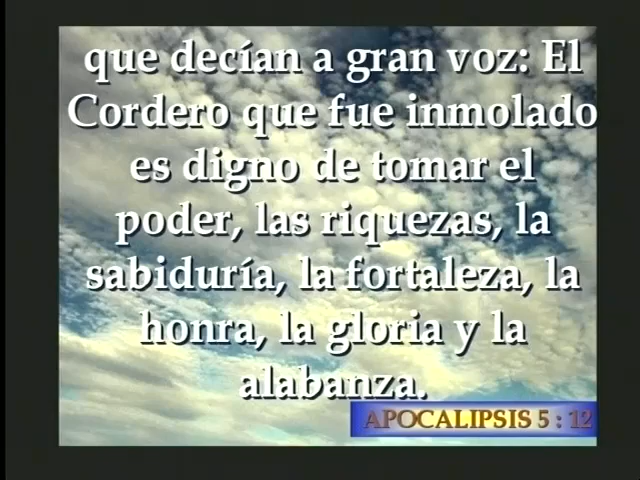 que decían a gran voz: El
Cordero que fue inmolado
es digno de tomar el
poder, las riquezas, la
sabiduría, la fortaleza, la
honra, la gloria y la
alabanza.
APOCALIPSIS 5 : 12